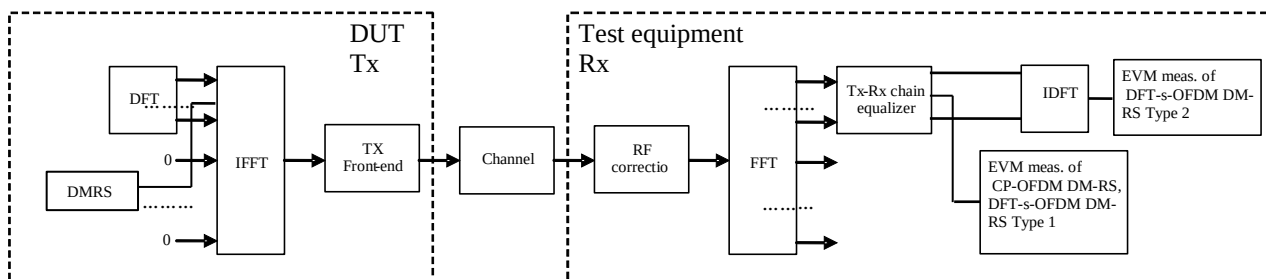 DUT
Tx
Test equipment
Rx
DFT
.........
0
DMRS
.........
0
IFFT
TX
Front-end
Channel
RF
correctio
FFT
.........
.........
Tx-Rx chain
equalizer
IDFT
EVM meas. of
DFT-s-OFDM DM-
RS Type 2
EVM meas. of
CP-OFDM DM-RS,
DFT-s-OFDM DM-
RS Type 1